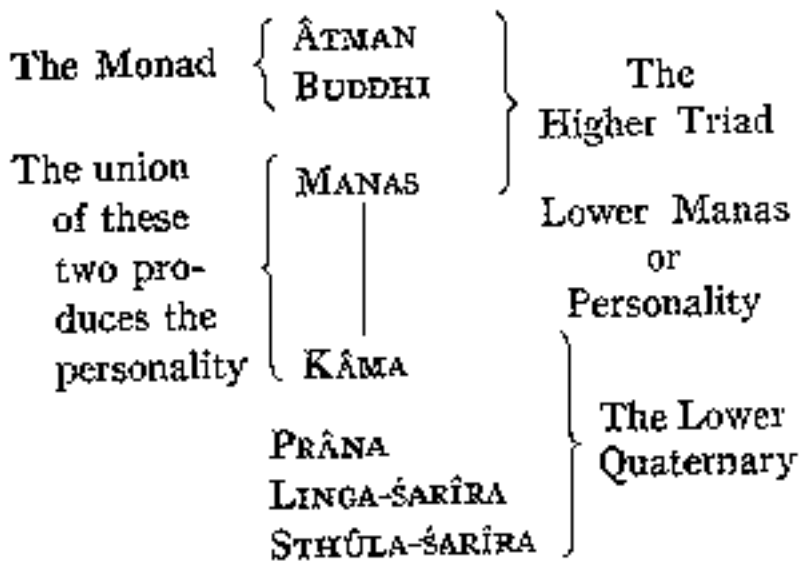 The Monad
ÂTMAN
BUDDHI
The
Higher Triad
The union
of these
two pro-
duces the
personality
MANAS
KÂMA
Lower Manas
or
Personality
PRÂNA
LINGA-ŚARÎRA
STHÛLA-ŚARÎRA
The Lower
Quaternary